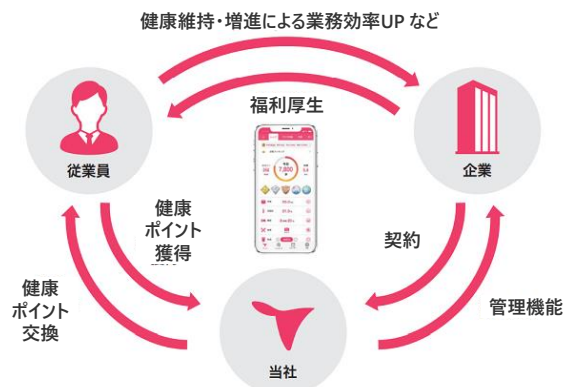 健康維持・増進による業務効率UP など
福利厚生
従業員
企業
7,800
健康
ポイント
獲得
契約
健康
ポイント
交換
管理機能
当社